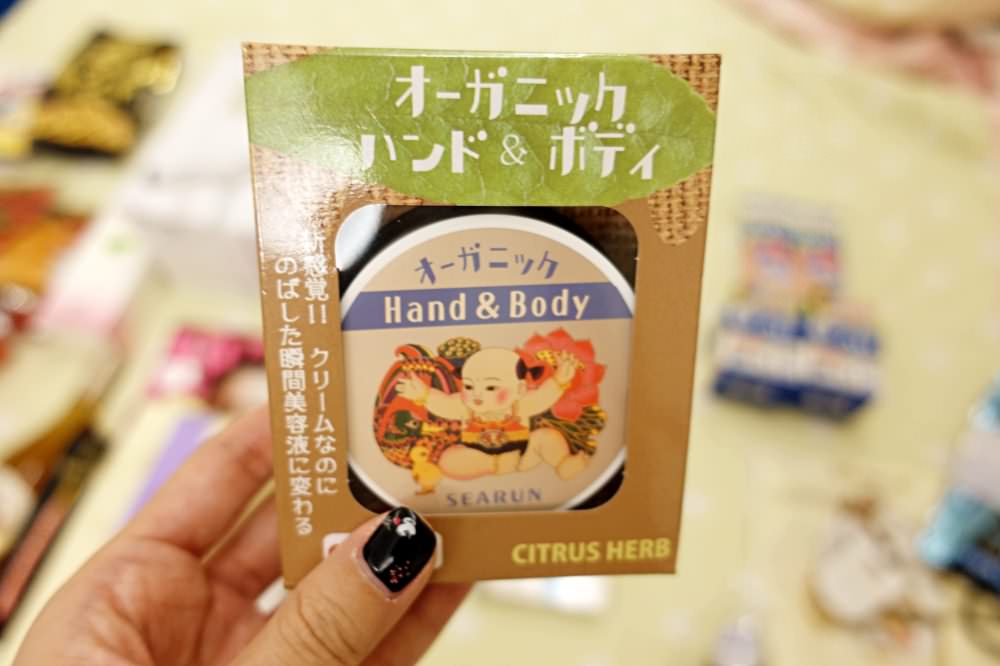 オーガニック
ハンド & ボディ
新感覚!! クリームなのに
のばした瞬間美容液に変わる
オーガニック
Hand & Body
SEARUN
CITRUS HERB